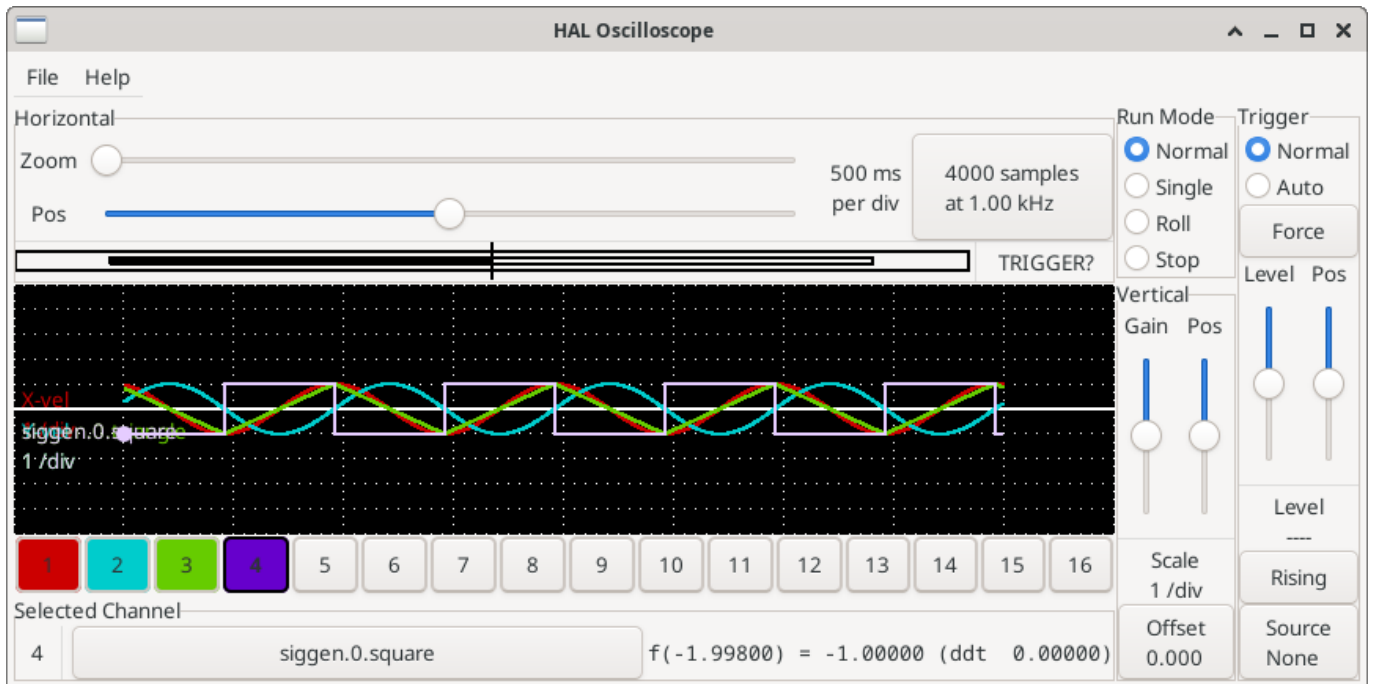 HAL Oscilloscope
File Help
Horizontal
Zoom
Pos
500 ms
per div
4000 samples
at 1.00 kHz
TRIGGER?
Run Mode
Normal
Single
Roll
Stop
Trigger
Normal
Auto
Force
Level Pos
Vertical
Gain Pos
X-vel
siggen.0.square
1 /div
1 2 3 4 5 6 7 8 9 10 11 12 13 14 15 16
Scale
1 /div
Offset
0.000
Level
----
Rising
Source
None
Selected Channel
4 siggen.0.square f(-1.99800) = -1.00000 (ddt 0.00000)